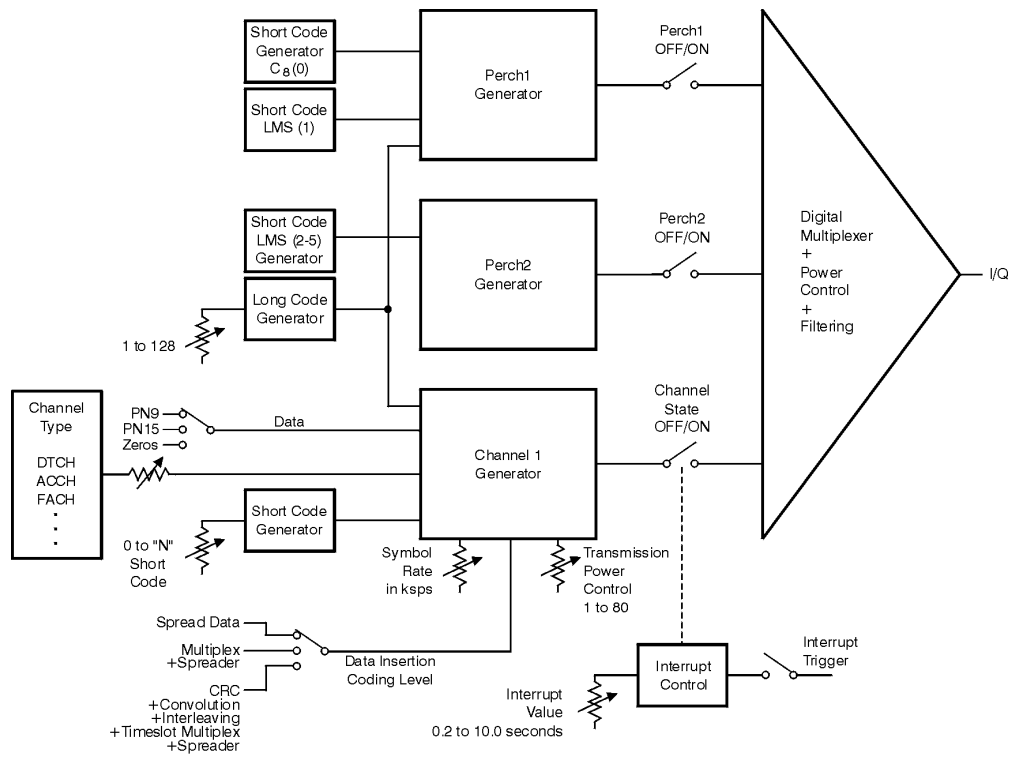 Short Code
Generator
C8(0)
Short Code
LMS (1)
Perch1
Generator
Perch1
OFF/ON
Short Code
LMS (2-5)
Generator
Long Code
Generator
1 to 128
Perch2
Generator
Perch2
OFF/ON
Digital
Multiplexer
+
Power
Control
+
Filtering
I/Q
Channel
Type
DTCH
ACCH
FACH
.
.
.
PN9
PN15
Zeros
Data
Short Code
Generator
0 to "N"
Short
Code
Channel 1
Generator
Channel
State
OFF/ON
Symbol
Rate
in ksps
Transmission
Power
Control
1 to 80
Spread Data
Multiplex
+Spreader
CRC
+Convolution
+Interleaving
+Timeslot Multiplex
+Spreader
Data Insertion
Coding Level
Interrupt
Value
0.2 to 10.0 seconds
Interrupt
Control
Interrupt
Trigger